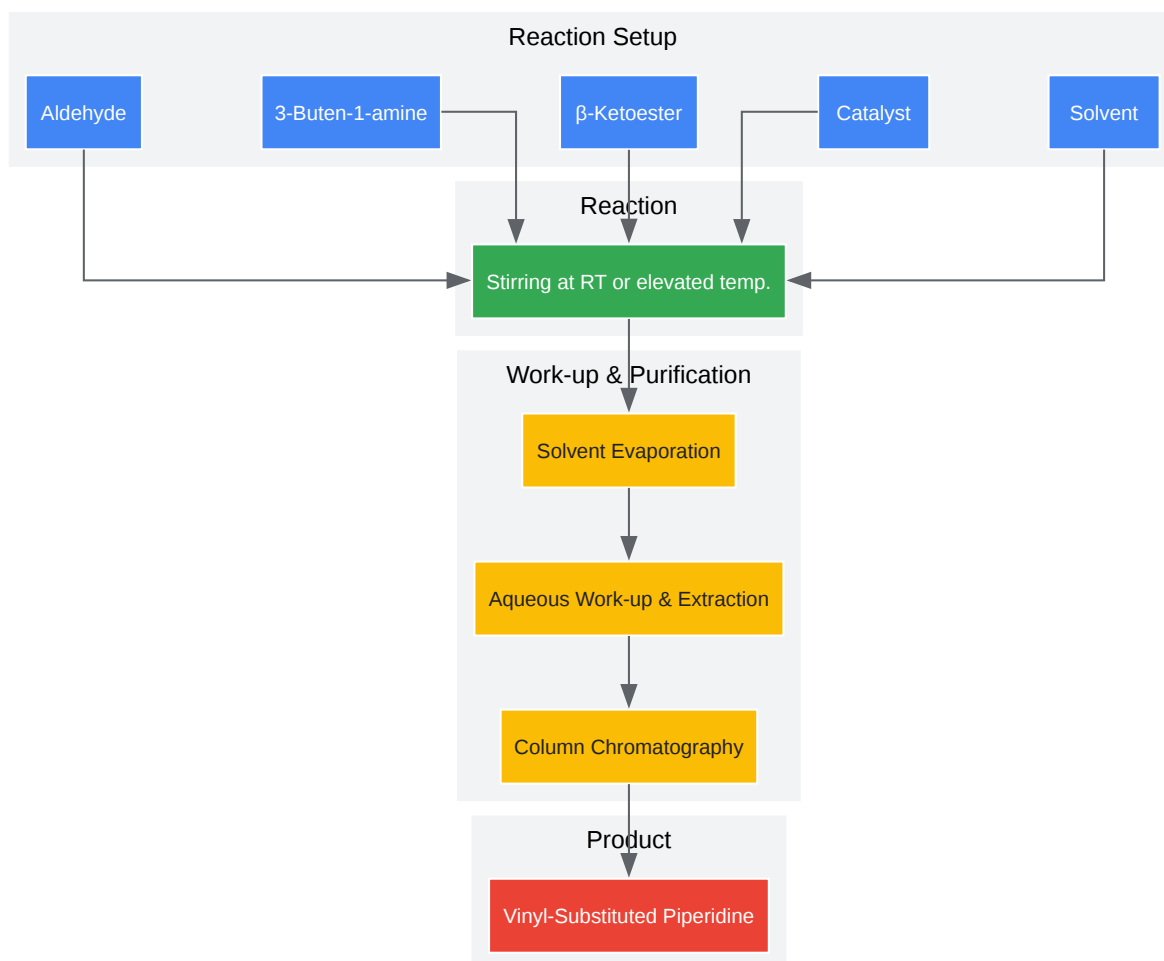 Reaction Setup
Aldehyde
3-Buten-1-amine
β-Ketoester
Catalyst
Solvent
Reaction
Stirring at RT or elevated temp.
Work-up & Purification
Solvent Evaporation
Aqueous Work-up & Extraction
Column Chromatography
Product
Vinyl-Substituted Piperidine